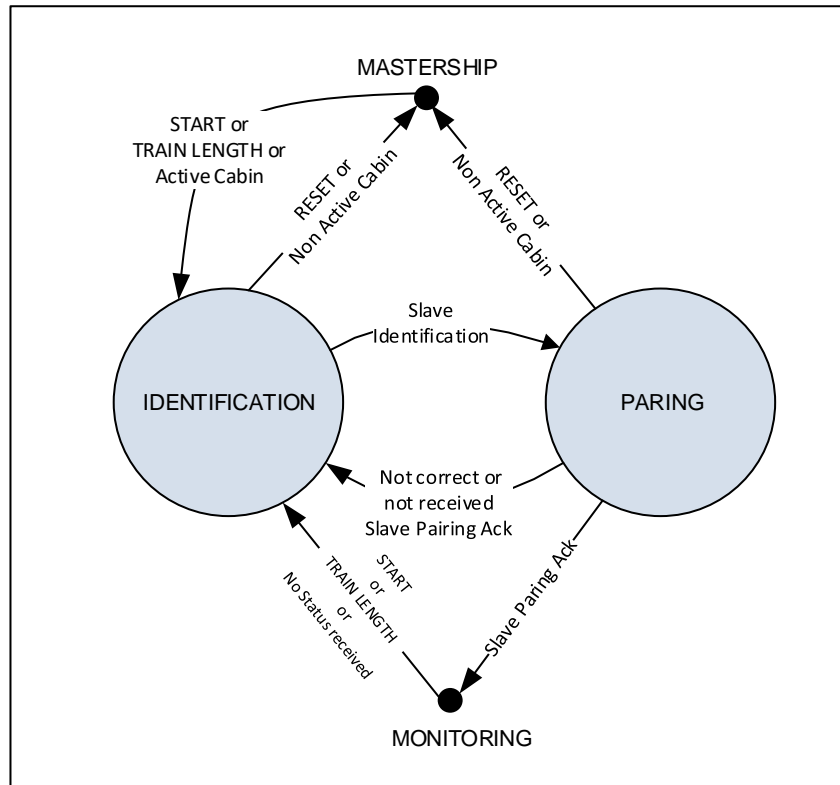 MASTERSHIP
START or
TRAIN LENGTH or
Active Cabin
RESET or
Non Active Cabin
RESET or
Non Active Cabin
Slave
Identification
IDENTIFICATION
PARING
Not correct or
not received
Slave Pairing Ack
START
or
TRAIN LENGTH
or
No Status received
Slave Paring Ack
MONITORING